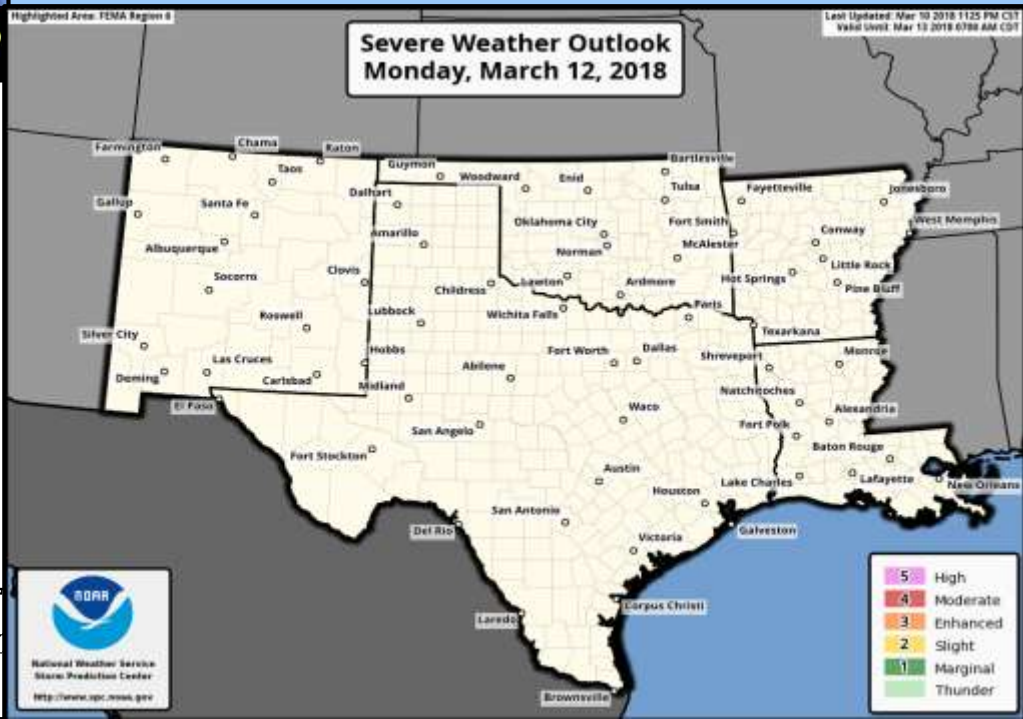 Highlighted Area: FEMA Region 6
Last Updated: Mar 10 2018 1125 PM CST
Valid Until: Mar 13 2018 0700 AM CDT
Severe Weather Outlook
Monday, March 12, 2018
Farmington
Chama
Raton
Taos
Gallup
Santa Fe
Albuquerque
Socorro
Clovis
Roswell
Silver City
Las Cruces
Deming
Carlsbad
Hobbs
El Paso
Guymon
Woodward
Enid
Bartlesville
Tulsa
Dalhart
Amarillo
Oklahoma City
Norman
McAlester
Fort Smith
Fayetteville
Jonesboro
West Memphis
Conway
Little Rock
Hot Springs
Pine Bluff
Childress
Lawton
Ardmore
Paris
Lubbock
Wichita Falls
Texarkana
Fort Worth
Dallas
Shreveport
Monroe
Abilene
Midland
Natchitoches
Alexandria
Waco
Fort Polk
San Angelo
Baton Rouge
Fort Stockton
Austin
Lake Charles
Lafayette
New Orleans
Houston
San Antonio
Del Rio
Galveston
Victoria
Laredo
Corpus Christi
Brownsville
NOAA
National Weather Service
Storm Prediction Center
http://www.spc.noaa.gov
5 High
4 Moderate
3 Enhanced
2 Slight
1 Marginal
Thunder